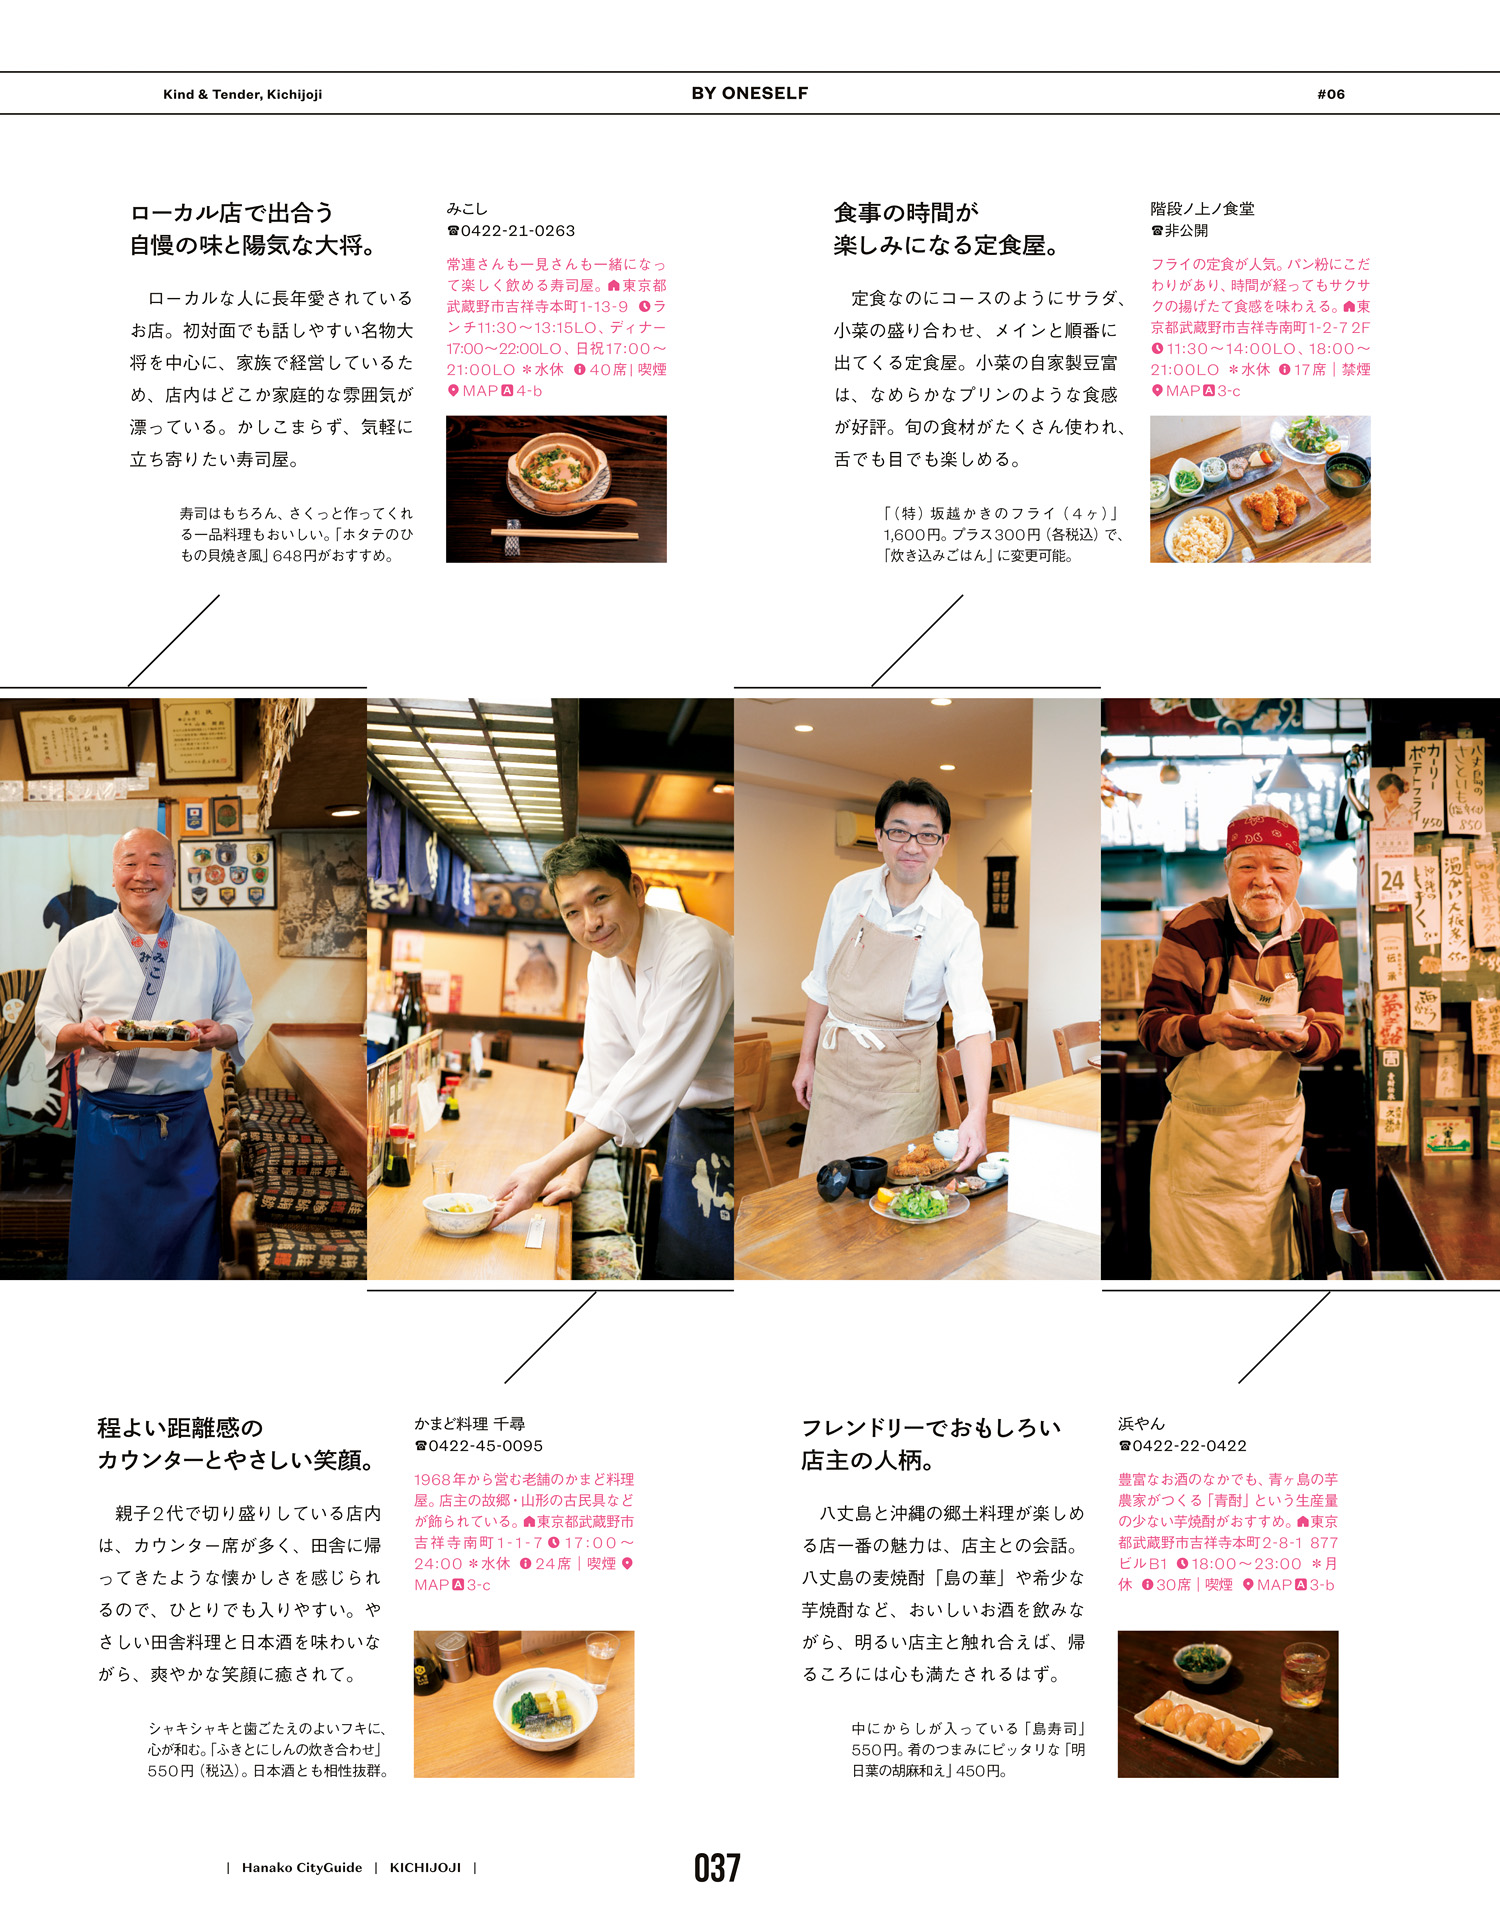 Kind & Tender, Kichijoji
BY ONESELF
#06
ローカル店で出合う
自慢の味と陽気な大将。
ローカルな人に長年愛されている
お店。初対面でも話しやすい名物大
将を中心に、家族で経営しているた
め、店内はどこか家庭的な雰囲気が
漂っている。かしこまらず、気軽に
立ち寄りたい寿司屋。
寿司はもちろん、さくっと作ってくれ
る一品料理もおいしい。「ホタテのひ
もの貝焼き風」648円がおすすめ。
みこし
☎0422-21-0263
常連さんも一見さんも一緒になっ
て楽しく飲める寿司屋。東京都
武蔵野市吉祥寺本町1-13-9 ラ
ンチ11:30〜13:15LO、ディナー
17:00〜22:00LO、日祝17:00〜
21:00LO ＊水休 40席|喫煙
MAP A 4-b
食事の時間が
楽しみになる定食屋。
定食なのにコースのようにサラダ、
小菜の盛り合わせ、メインと順番に
出てくる定食屋。小菜の自家製豆富
は、なめらかなプリンのような食感
が好評。旬の食材がたくさん使われ、
舌でも目でも楽しめる。
「（特）坂越かきのフライ（4ヶ）」
1,600円。プラス300円（各税込）で、
「炊き込みごはん」に変更可能。
階段ノ上ノ食堂
☎非公開
フライの定食が人気。パン粉にこだ
わりがあり、時間が経ってもサクサ
クの揚げたて食感を味わえる。東
京都武蔵野市吉祥寺南町1-2-7 2F
11:30〜14:00LO、18:00〜
21:00LO ＊水休 17席|禁煙
MAP A 3-c
みこし
カーリー
ポテトフライ
450
八丈島の
さといも
850
24
程よい距離感の
カウンターとやさしい笑顔。
親子2代で切り盛りしている店内
は、カウンター席が多く、田舎に帰
ってきたような懐かしさを感じられ
るので、ひとりでも入りやすい。や
さしい田舎料理と日本酒を味わいな
がら、爽やかな笑顔に癒されて。
シャキシャキと歯ごたえのよいフキに、
心が和む。「ふきとにしんの炊き合わせ」
550円（税込）。日本酒とも相性抜群。
かまど料理 千尋
☎0422-45-0095
1968年から営む老舗のかまど料理
屋。店主の故郷・山形の古民具など
が飾られている。東京都武蔵野市
吉祥寺南町1-1-7 17:00〜
24:00 ＊水休 24席|喫煙
MAP A 3-c
フレンドリーでおもしろい
店主の人柄。
八丈島と沖縄の郷土料理が楽しめ
る店一番の魅力は、店主との会話。
八丈島の麦焼酎「島の華」や希少な
芋焼酎など、おいしいお酒を飲みな
がら、明るい店主と触れ合えば、帰
るころには心も満たされるはず。
中にからしが入っている「島寿司」
550円。肴のつまみにピッタリな「明
日葉の胡麻和え」450円。
浜やん
☎0422-22-0422
豊富なお酒のなかでも、青ヶ島の芋
農家がつくる「青酎」という生産量
の少ない芋焼酎がおすすめ。東京
都武蔵野市吉祥寺本町2-8-1 877
ビルB1 18:00〜23:00 ＊月
休 30席|喫煙 MAP A 3-b
| Hanako CityGuide | KICHIJOJI |
037